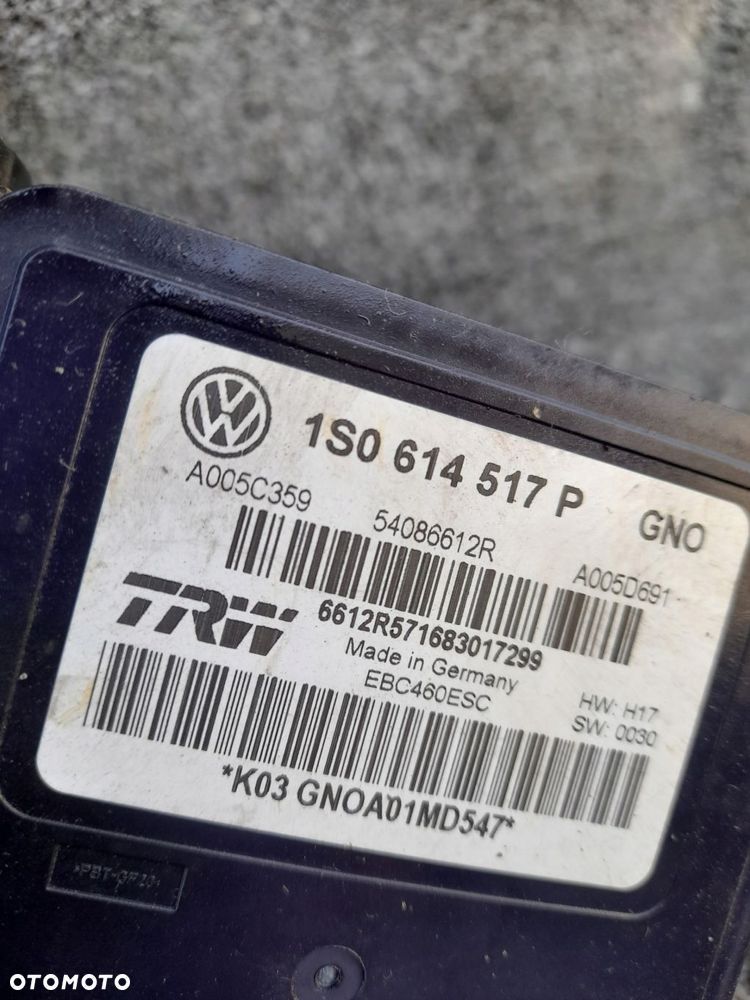 1S0 614 517 P GNO
A005C359 54086612R A005D691
TRW 6612R571683017299
Made in Germany
EBC460ESC HW: H17
SW: 0030
*K03 GNOA01MD547*
OTOMOTO